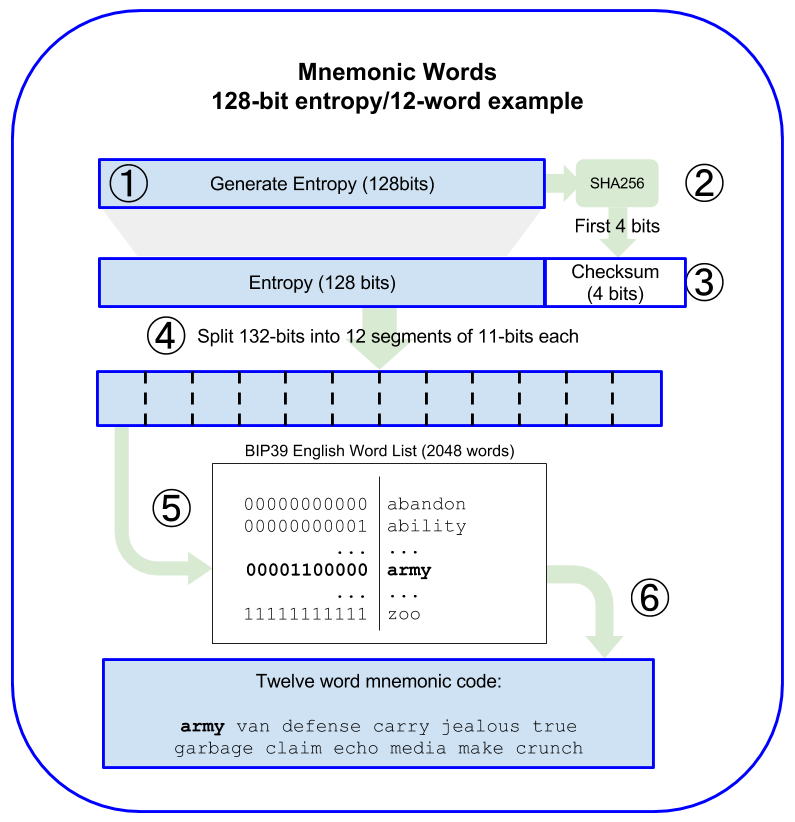 Mnemonic Words
128-bit entropy/12-word example
① Generate Entropy (128bits)
SHA256
②
First 4 bits
Entropy (128 bits)
Checksum
(4 bits)
③
④ Split 132-bits into 12 segments of 11-bits each
BIP39 English Word List (2048 words)
⑤
00000000000 abandon
00000000001 ability
... ...
00001100000 army
... ...
11111111111 zoo
⑥
Twelve word mnemonic code:
army van defense carry jealous true
garbage claim echo media make crunch